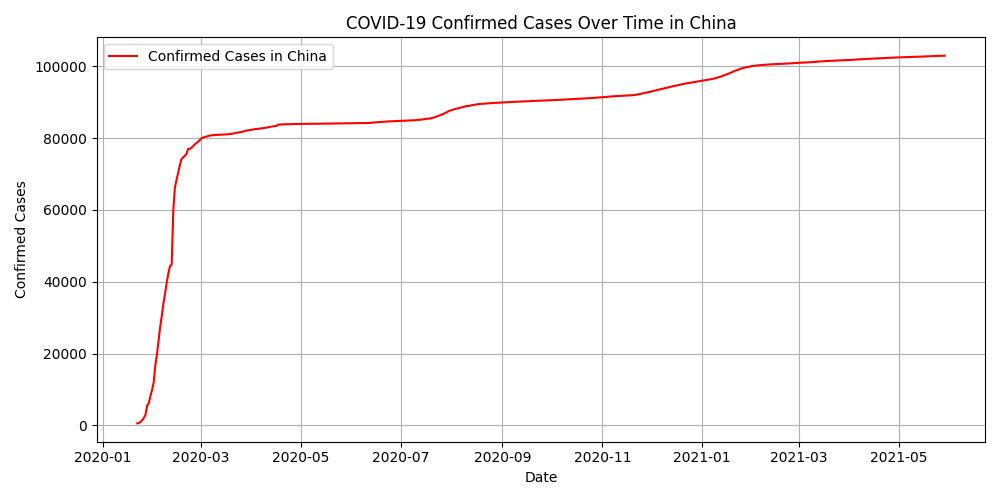 COVID-19 Confirmed Cases Over Time in China
Confirmed Cases in China
Confirmed Cases
100000
80000
60000
40000
20000
0
2020-01 2020-03 2020-05 2020-07 2020-09 2020-11 2021-01 2021-03 2021-05
Date